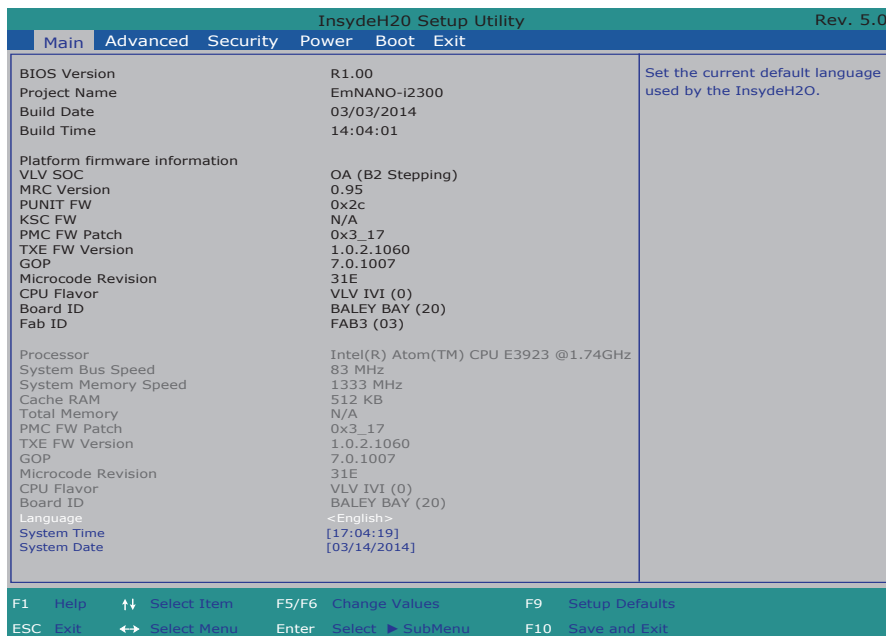 InsydeH20 Setup Utility Rev. 5.0
Main Advanced Security Power Boot Exit
BIOS Version R1.00
Project Name EmNANO-i2300
Build Date 03/03/2014
Build Time 14:04:01
Platform firmware information
VLV SOC OA (B2 Stepping)
MRC Version 0.95
PUNIT FW 0x2c
KSC FW N/A
PMC FW Patch 0x3_17
TXE FW Version 1.0.2.1060
GOP 7.0.1007
Microcode Revision 31E
CPU Flavor VLV IVI (0)
Board ID BALEY BAY (20)
Fab ID FAB3 (03)
Processor Intel(R) Atom(TM) CPU E3923 @1.74GHz
System Bus Speed 83 MHz
System Memory Speed 1333 MHz
Cache RAM 512 KB
Total Memory N/A
PMC FW Patch 0x3_17
TXE FW Version 1.0.2.1060
GOP 7.0.1007
Microcode Revision 31E
CPU Flavor VLV IVI (0)
Board ID BALEY BAY (20)
Language <English>
System Time [17:04:19]
System Date [03/14/2014]
Set the current default language
used by the InsydeH2O.
F1 Help ↑↓ Select Item F5/F6 Change Values F9 Setup Defaults
ESC Exit ↔ Select Menu Enter Select ▶ SubMenu F10 Save and Exit